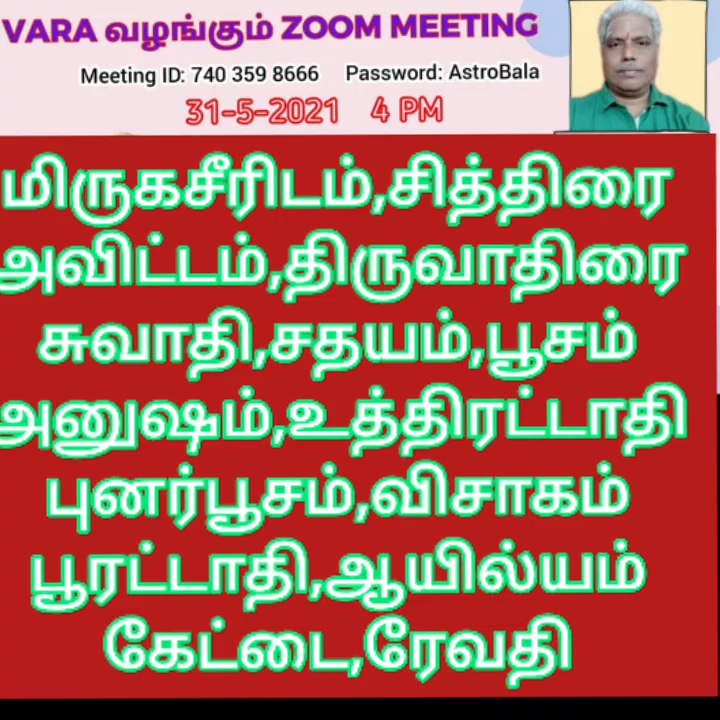 VARA வழங்கும் ZOOM MEETING
Meeting ID: 740 359 8666 Password: AstroBala
31-5-2021 4 PM
மிருகசீரிடம்,சித்திரை
அவிட்டம்,திருவாதிரை
சுவாதி,சதயம்,பூசம்
அனுஷம்,உத்திரட்டாதி
புனர்பூசம்,விசாகம்
பூரட்டாதி,ஆயில்யம்
கேட்டை,ரேவதி